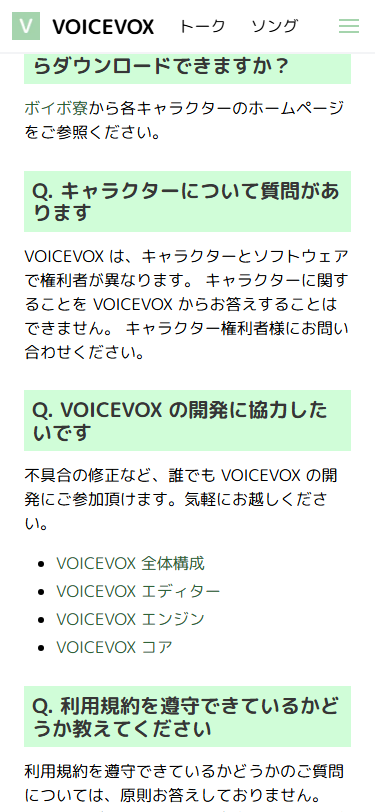 V VOICEVOX トーク ソング
らダウンロードできますか？
ボイボ寮から各キャラクターのホームページ
をご参照ください。
Q. キャラクターについて質問があ
ります
VOICEVOX は、キャラクターとソフトウェア
で権利者が異なります。 キャラクターに関す
ることを VOICEVOX からお答えすることは
できません。 キャラクター権利者様にお問い
合わせください。
Q. VOICEVOX の開発に協力した
いです
不具合の修正など、誰でも VOICEVOX の開
発にご参加頂けます。気軽にお越しくださ
い。
VOICEVOX 全体構成
VOICEVOX エディター
VOICEVOX エンジン
VOICEVOX コア
Q. 利用規約を遵守できているかど
うか教えてください
利用規約を遵守できているかどうかのご質問
については、原則お答えしておりません。